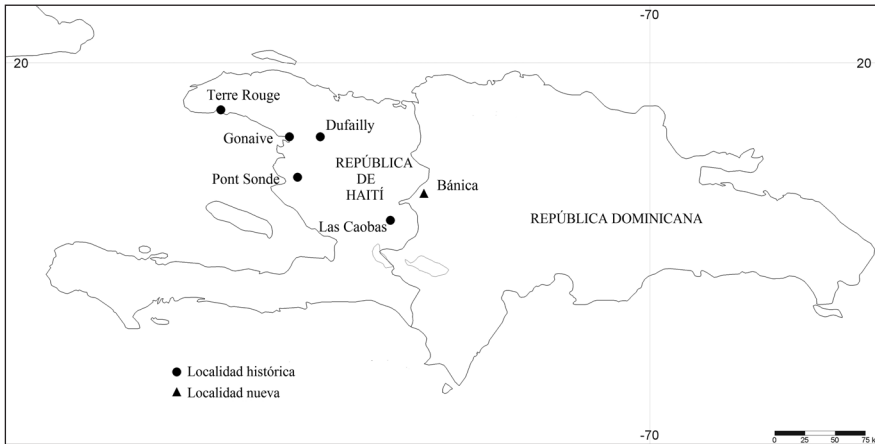 -70
20
20
Terre Rouge
Gonaive
Dufailly
REPÚBLICA
DE
HAITÍ
Pont Sonde
Bánica
Las Caobas
REPÚBLICA DOMINICANA
Localidad histórica
Localidad nueva
-70
0 25 50 75 k